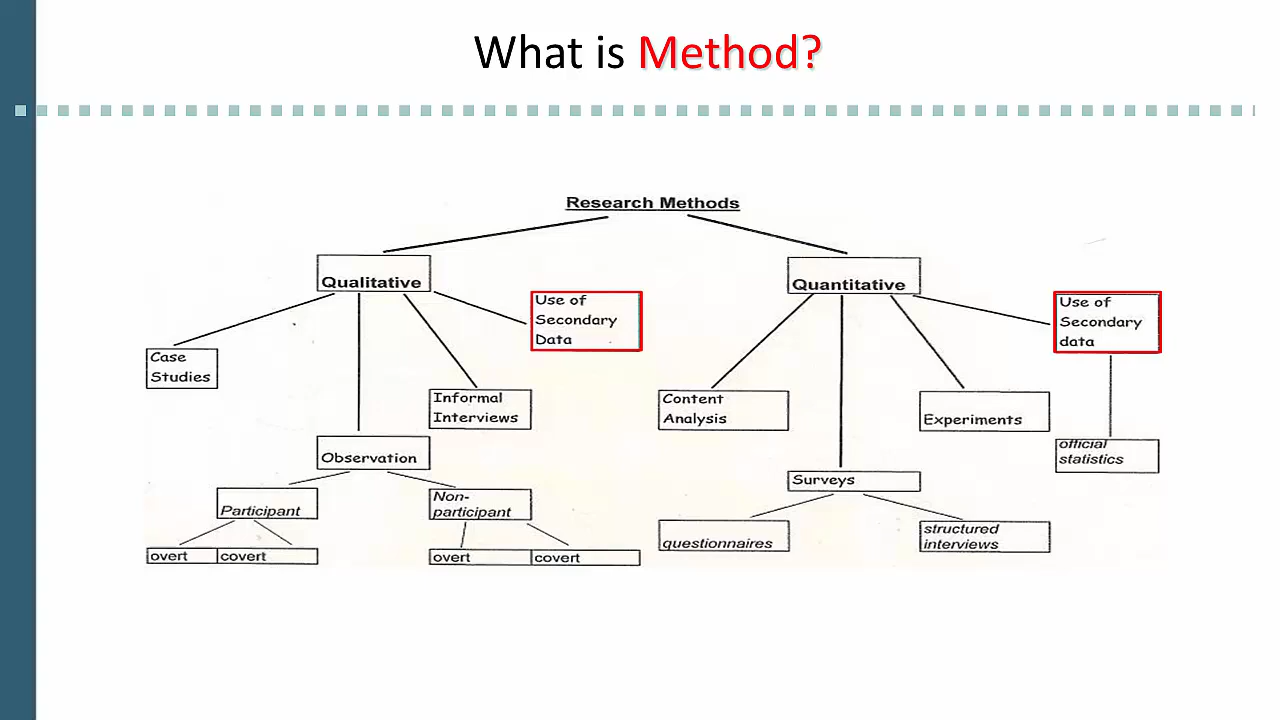 What is Method?
Research Methods
Qualitative
Quantitative
Use of
Secondary
Data
Use of
Secondary
data
Case
Studies
Informal
Interviews
Content
Analysis
Experiments
Observation
official
statistics
Surveys
Participant
Non-
participant
questionnaires
structured
interviews
overt
covert
overt
covert